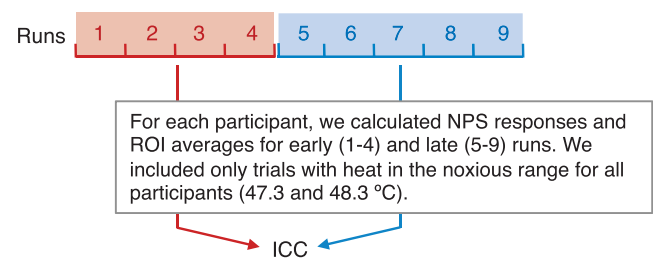 Runs 1 2 3 4 5 6 7 8 9
For each participant, we calculated NPS responses and
ROI averages for early (1-4) and late (5-9) runs. We
included only trials with heat in the noxious range for all
participants (47.3 and 48.3 ºC).
ICC